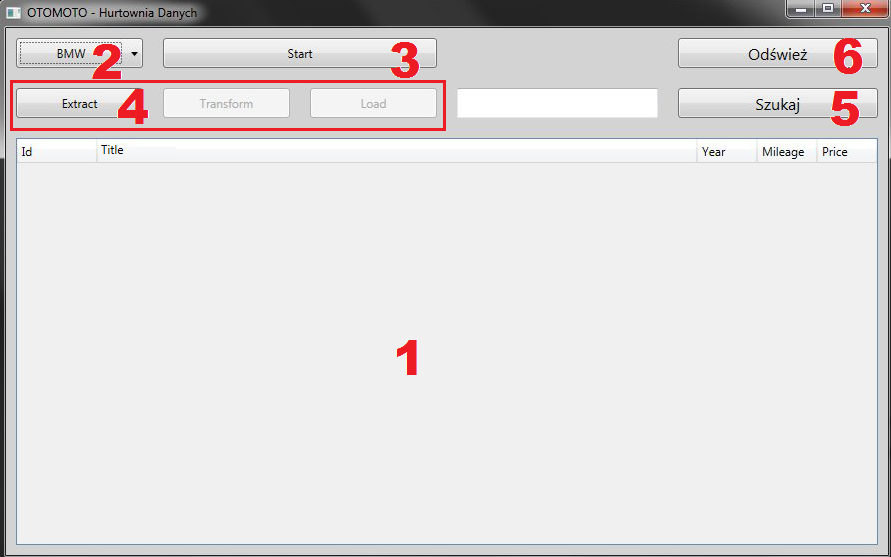 OTOMOTO - Hurtownia Danych
BMW 2 Start 3 Odśwież 6
Extract 4 Transform Load Szukaj 5
Id Title Year Mileage Price
1